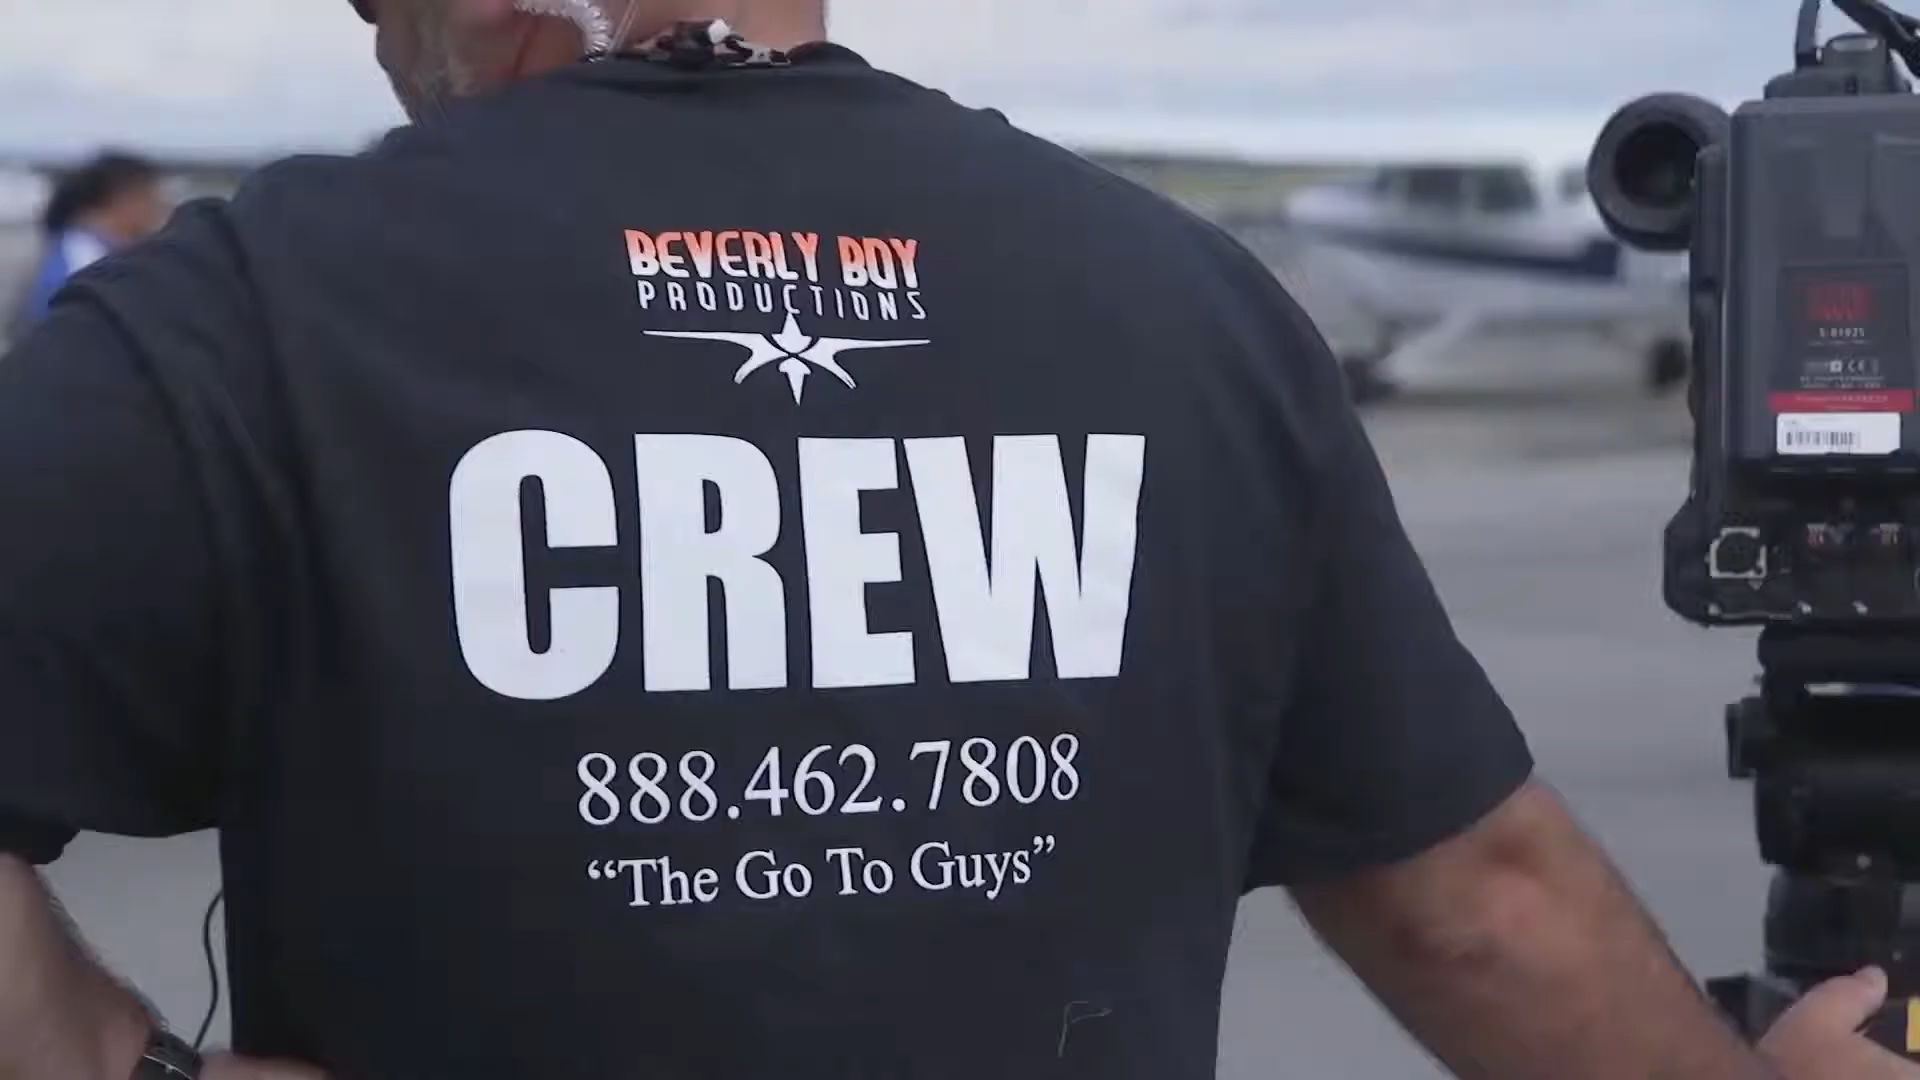 BEVERLY BOY
PRODUCTIONS
CREW
888.462.7808
“The Go To Guys”